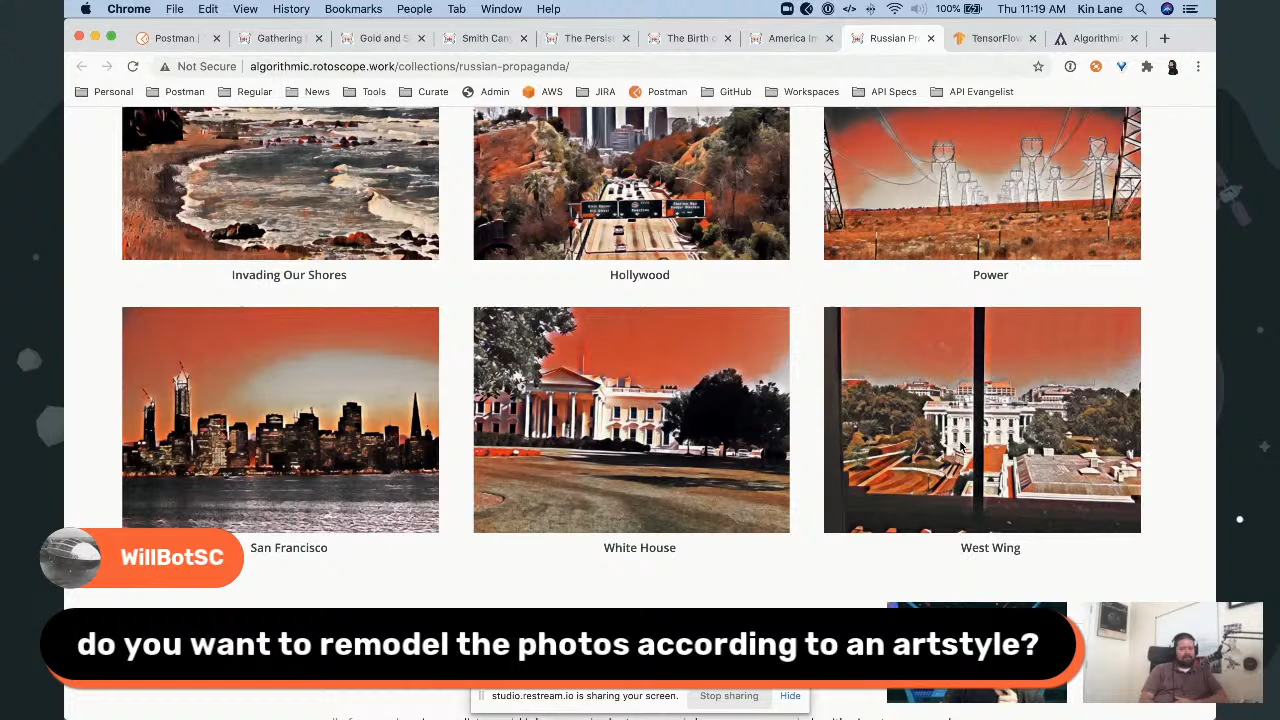 Chrome File Edit View History Bookmarks People Tab Window Help 100% Thu 11:19 AM Kin Lane
Postman | Gathering Gold and S Smith Can The Persis The Birth o America Im Russian Pr TensorFlow Algorithmi
Not Secure algorithmic.rotoscope.work/collections/russian-propaganda/
Personal Postman Regular News Tools Curate Admin AWS JIRA Postman GitHub Workspaces API Specs API Evangelist
Invading Our Shores Hollywood Power
San Francisco White House West Wing
WillBotSC
do you want to remodel the photos according to an artstyle?
studio.restream.io is sharing your screen. Stop sharing Hide